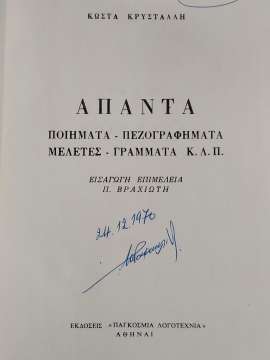 ΚΩΣΤΑ ΚΡΥΣΤΑΛΛΗ
ΑΠΑΝΤΑ
ΠΟΙΗΜΑΤΑ - ΠΕΖΟΓΡΑΦΗΜΑΤΑ
ΜΕΛΕΤΕΣ - ΓΡΑΜΜΑΤΑ Κ.Λ.Π.
ΕΙΣΑΓΩΓΗ ΕΠΙΜΕΛΕΙΑ
Π. ΒΡΑΧΙΩΤΗ
24.12.1970
ΕΚΔΟΣΕΙΣ «ΠΑΓΚΟΣΜΙΑ ΛΟΓΟΤΕΧΝΙΑ»
ΑΘΗΝΑΙ